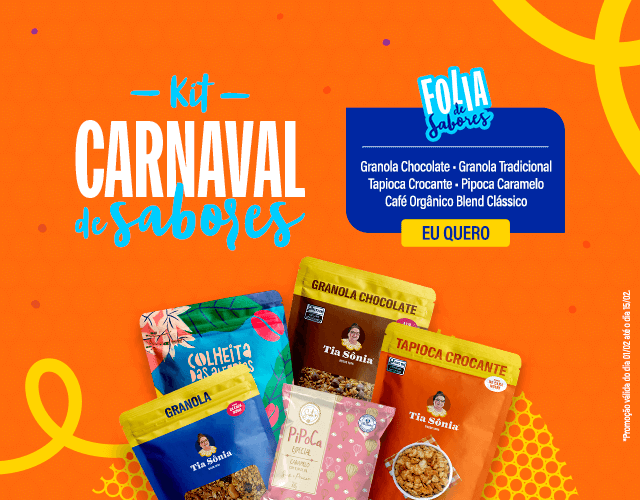 Kit
CARNAVAL
de sabores
FOLIA
de
Sabores
Granola Chocolate • Granola Tradicional
Tapioca Crocante • Pipoca Caramelo
Café Orgânico Blend Clássico
EU QUERO
*Promoção válida do dia 01/02 até o dia 15/02.
COLHEITA
GRANOLA CHOCOLATE
Tia Sônia
TAPIOCA CROCANTE
Tia Sônia
GRANOLA
Tia Sônia
PiPoCa